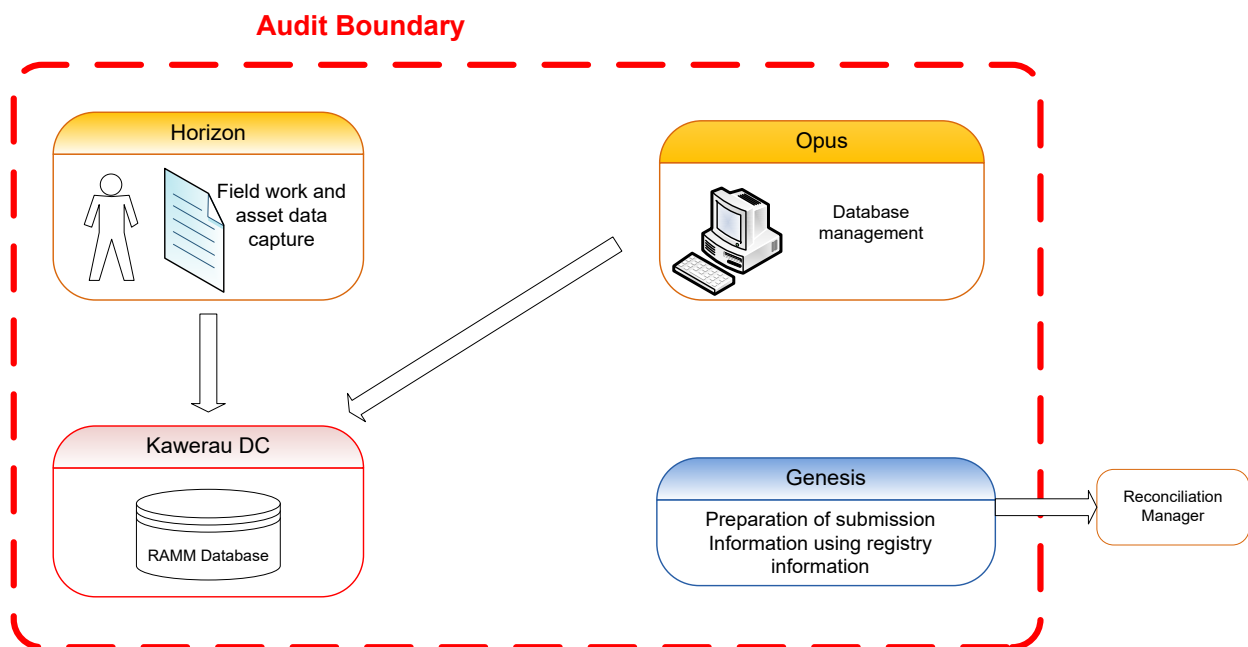 Audit Boundary
Horizon
Field work and
asset data
capture
Opus
Database
management
Kawerau DC
RAMM Database
Genesis
Preparation of submission
Information using registry
information
Reconciliation
Manager